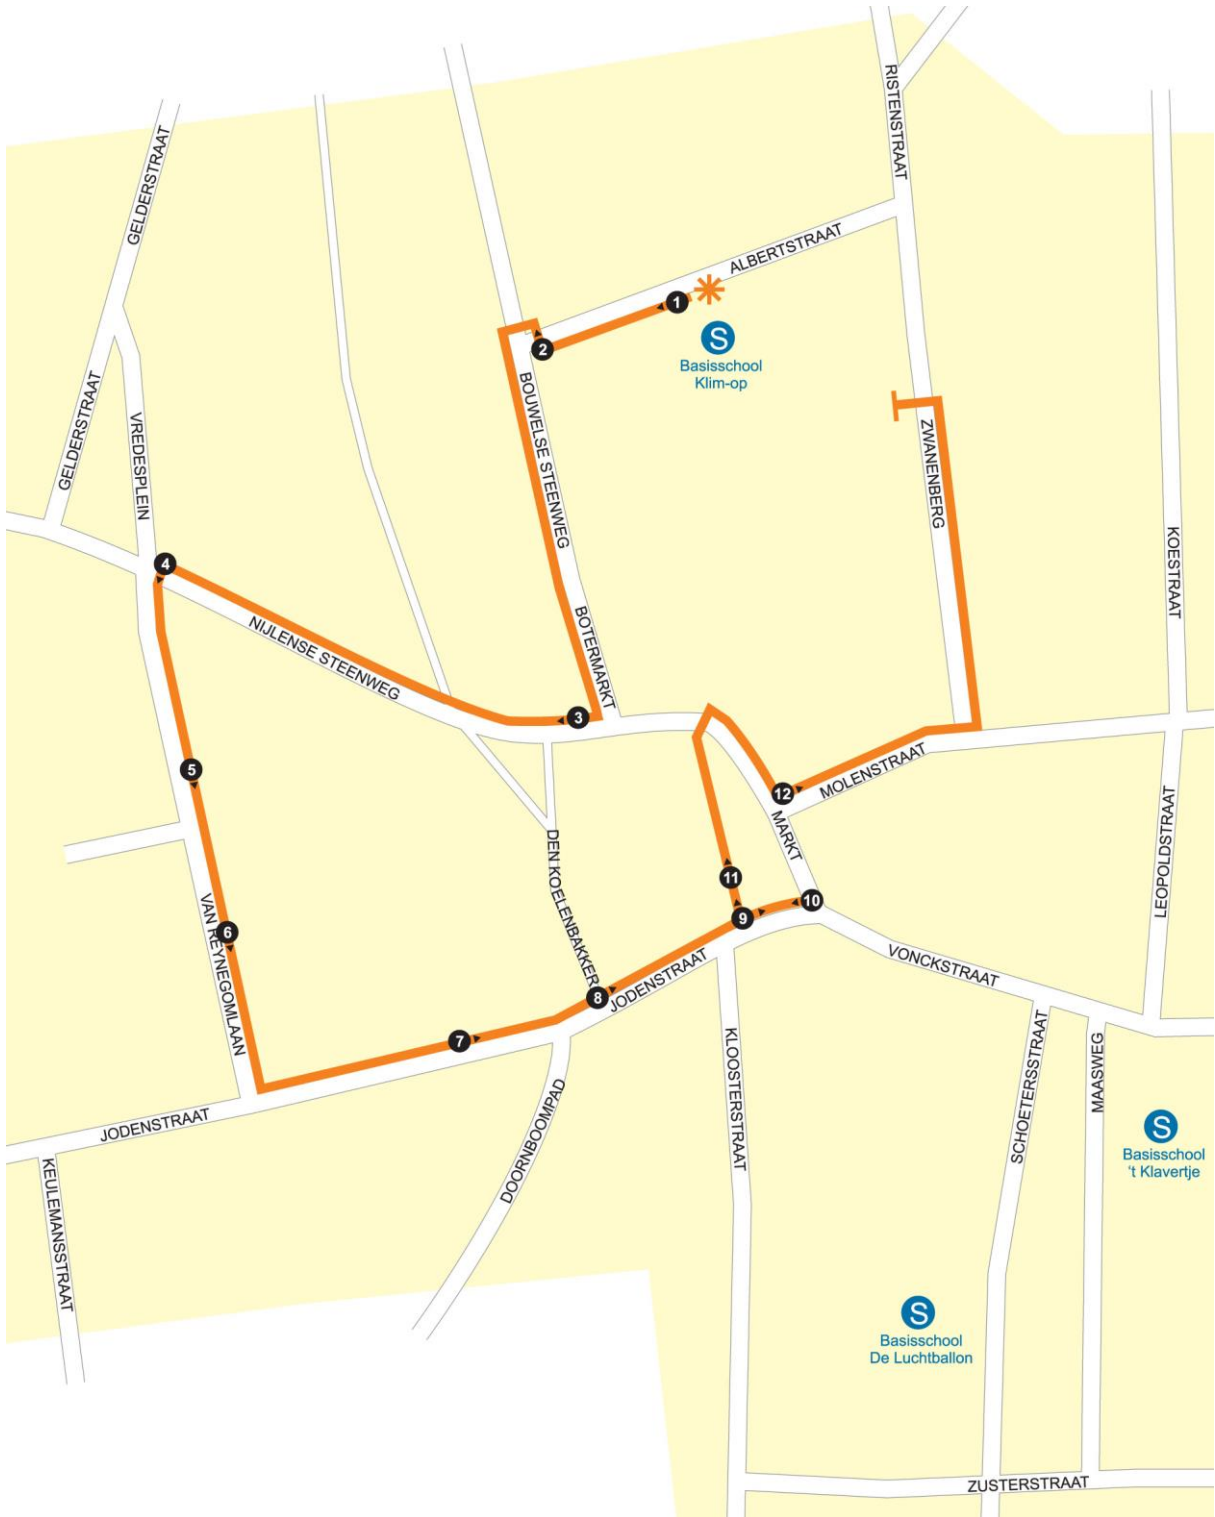 RISTENSTRAAT
GELDERSTRAAT
ALBERTSTRAAT
1
2
S
Basisschool
Klim-op
GELDERSTRAAT
VREDESPLEIN
BOUWELSE STEENWEG
ZWANENBERG
KOESTRAAT
4
NIJLENSE STEENWEG
BOTERMARKT
3
5
12
MOLENSTRAAT
MARKT
LEOPOLDSTRAAT
DEN KOELENBAKKER
11
10
9
6
VAN REYNEGOMLAAN
JODENSTRAAT
VONCKSTRAAT
8
7
KLOOSTERSTRAAT
SCHOETERSSTRAAT
MAASWEG
JODENSTRAAT
DOORNBOOMPAD
S
Basisschool
't Klavertje
KEULEMANSSTRAAT
S
Basisschool
De Luchtballon
ZUSTERSTRAAT